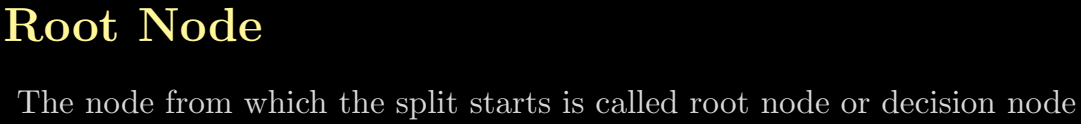 Root Node
The node from which the split starts is called root node or decision node